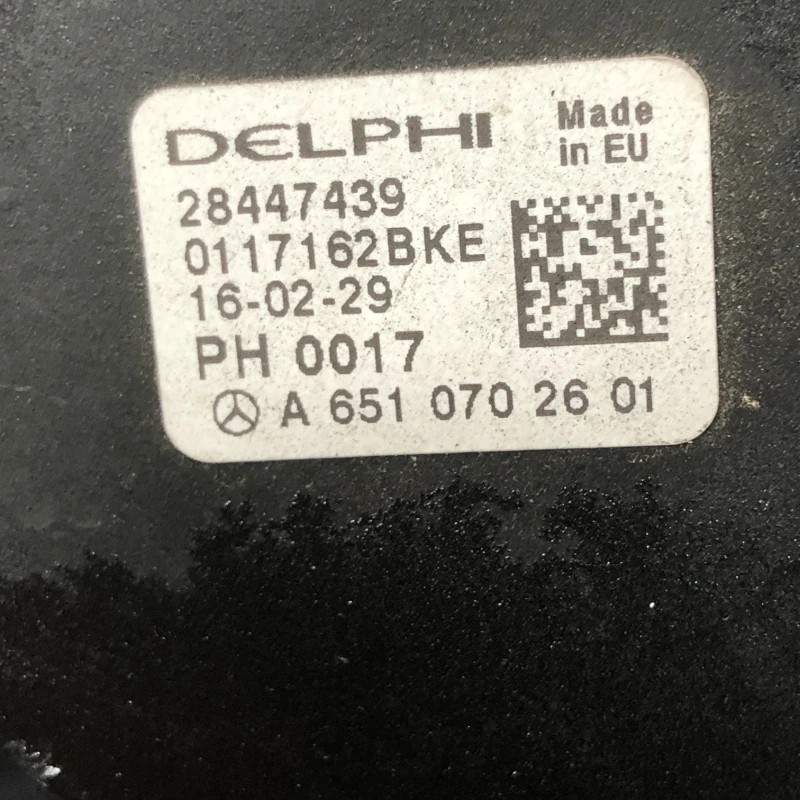 DELPHI
Made
in EU
28447439
0117162BKE
16-02-29
PH 0017
A 651 070 26 01